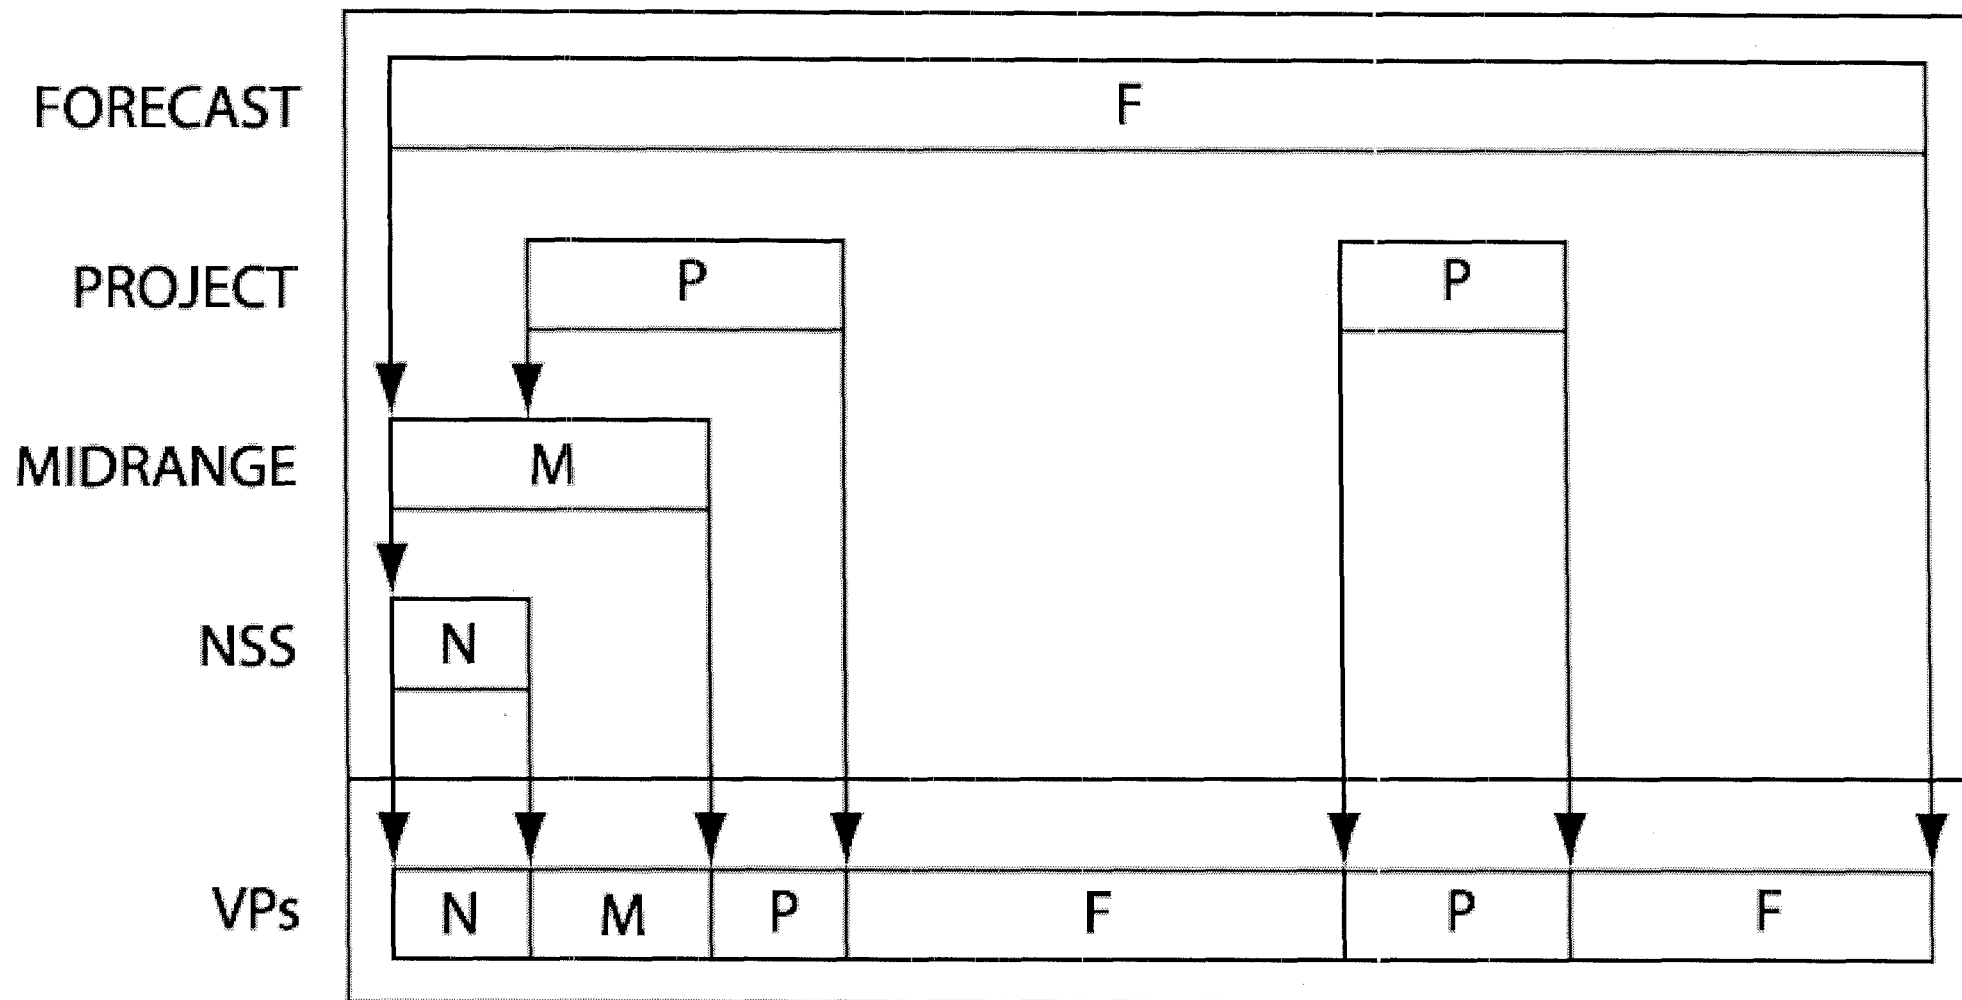 FORECAST F
PROJECT P P
MIDRANGE M
NSS N
VPs N M P F P F